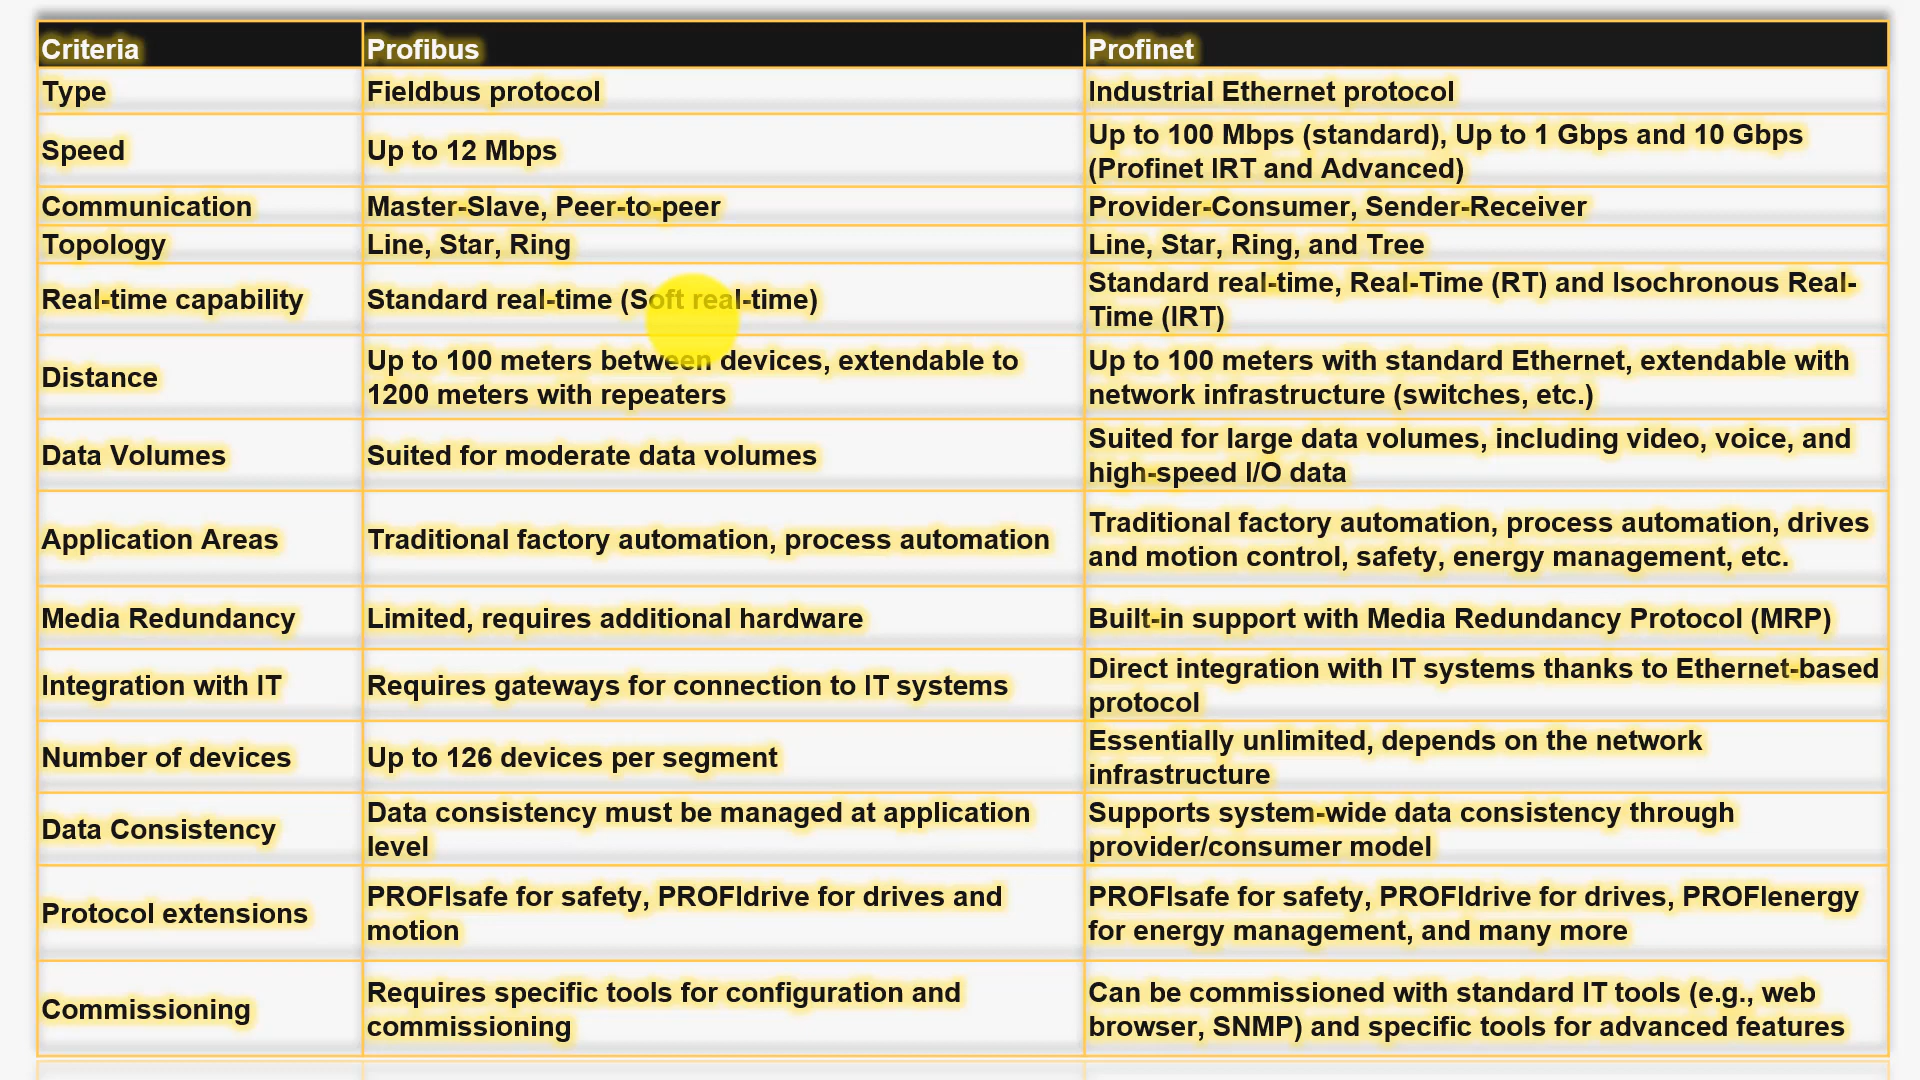 Criteria
Profibus
Profinet
Type
Fieldbus protocol
Industrial Ethernet protocol
Speed
Up to 12 Mbps
Up to 100 Mbps (standard), Up to 1 Gbps and 10 Gbps
(Profinet IRT and Advanced)
Communication
Master-Slave, Peer-to-peer
Provider-Consumer, Sender-Receiver
Topology
Line, Star, Ring
Line, Star, Ring, and Tree
Real-time capability
Standard real-time (Soft real-time)
Standard real-time, Real-Time (RT) and Isochronous Real-
Time (IRT)
Distance
Up to 100 meters between devices, extendable to
1200 meters with repeaters
Up to 100 meters with standard Ethernet, extendable with
network infrastructure (switches, etc.)
Data Volumes
Suited for moderate data volumes
Suited for large data volumes, including video, voice, and
high-speed I/O data
Application Areas
Traditional factory automation, process automation
Traditional factory automation, process automation, drives
and motion control, safety, energy management, etc.
Media Redundancy
Limited, requires additional hardware
Built-in support with Media Redundancy Protocol (MRP)
Integration with IT
Requires gateways for connection to IT systems
Direct integration with IT systems thanks to Ethernet-based
protocol
Number of devices
Up to 126 devices per segment
Essentially unlimited, depends on the network
infrastructure
Data Consistency
Data consistency must be managed at application
level
Supports system-wide data consistency through
provider/consumer model
Protocol extensions
PROFIsafe for safety, PROFIdrive for drives and
motion
PROFIsafe for safety, PROFIdrive for drives, PROFIenergy
for energy management, and many more
Commissioning
Requires specific tools for configuration and
commissioning
Can be commissioned with standard IT tools (e.g., web
browser, SNMP) and specific tools for advanced features